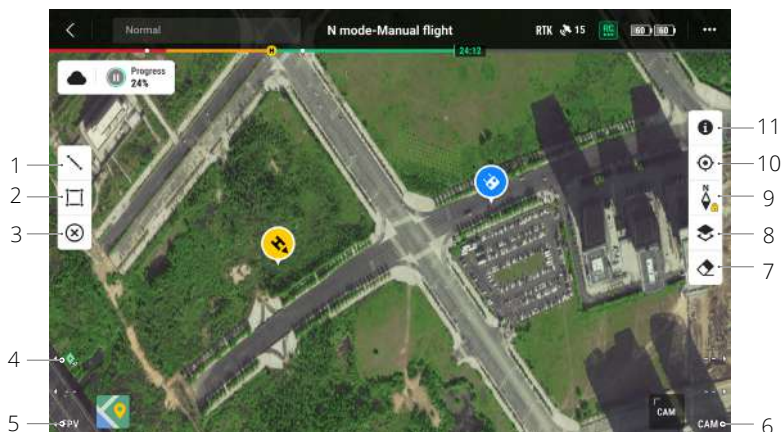 Normal N mode-Manual flight RTK 15 RC 60 60
H 24:12
Progress
24%
1 11
2 10
N
3 9
H
8
7
4
5 FPV CAM CAM 6